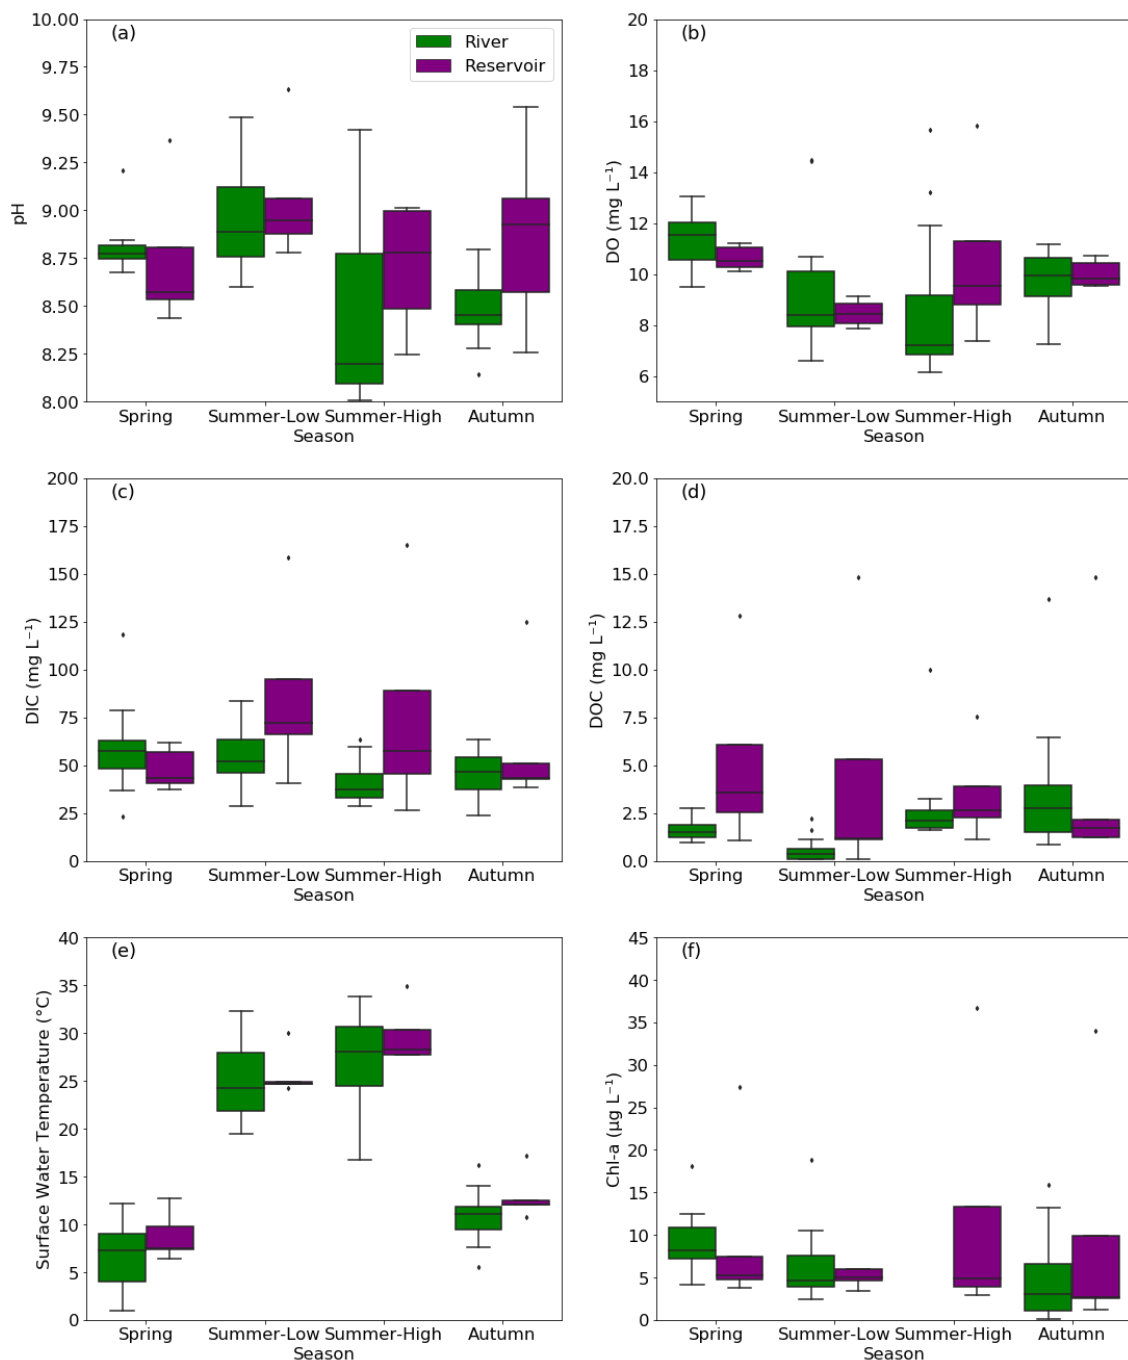 (a)
River
Reservoir
10.00
9.75
9.50
9.25
9.00
8.75
8.50
8.25
8.00
pH
Spring Summer-Low Summer-High Autumn
Season
(b)
20
18
16
14
12
10
8
6
DO (mg L⁻¹)
Spring Summer-Low Summer-High Autumn
Season
(c)
200
175
150
125
100
75
50
25
0
DIC (mg L⁻¹)
Spring Summer-Low Summer-High Autumn
Season
(d)
20.0
17.5
15.0
12.5
10.0
7.5
5.0
2.5
0.0
DOC (mg L⁻¹)
Spring Summer-Low Summer-High Autumn
Season
(e)
40
35
30
25
20
15
10
5
0
Surface Water Temperature (°C)
Spring Summer-Low Summer-High Autumn
Season
(f)
45
40
35
30
25
20
15
10
5
0
Chl-a (µg L⁻¹)
Spring Summer-Low Summer-High Autumn
Season